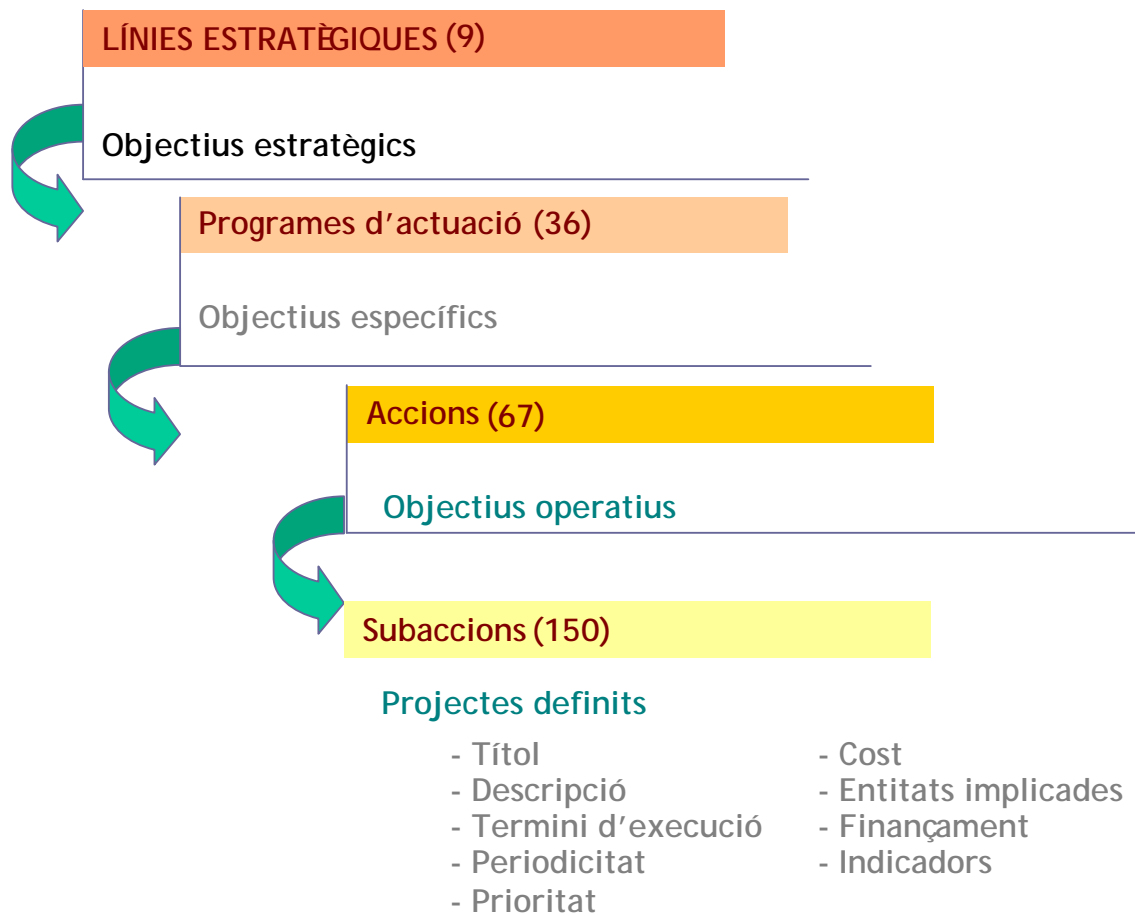 LÍNIES ESTRATÈGIQUES (9)
Objectius estratègics
Programes d'actuació (36)
Objectius específics
Accions (67)
Objectius operatius
Subaccions (150)
Projectes definits
- Títol
- Descripció
- Termini d'execució
- Periodicitat
- Prioritat
- Cost
- Entitats implicades
- Finançament
- Indicadors